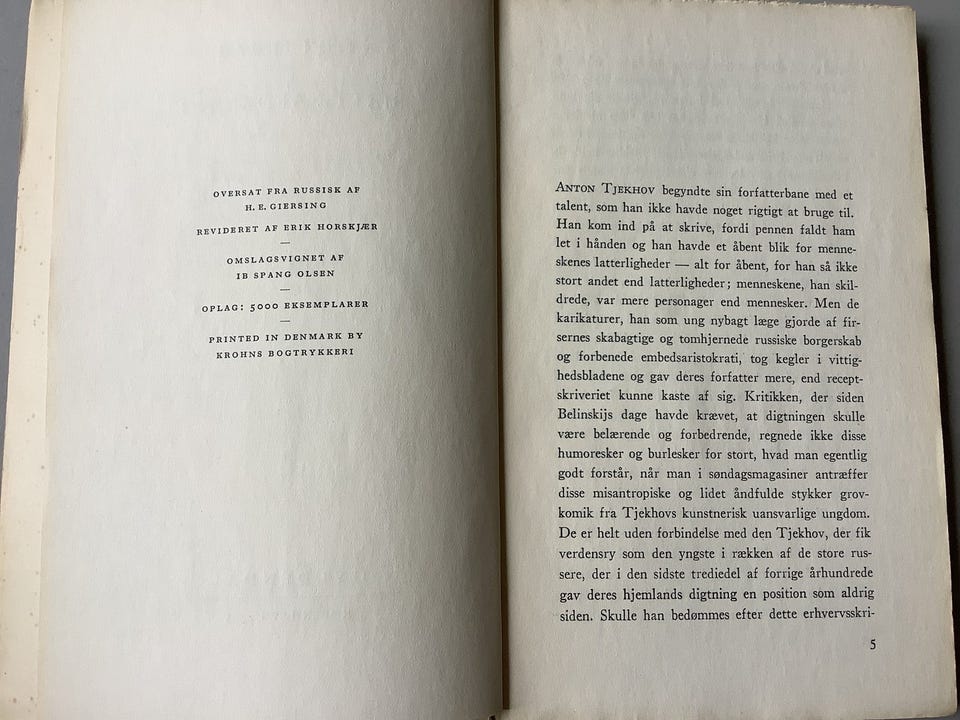 OVERSAT FRA RUSSISK AF
H. E. GIERSING
REVIDERET AF ERIK HORSKJÆR
—
OMSLAGSVIGNET AF
IB SPANG OLSEN
—
OPLAG: 5000 EKSEMPLARER
—
PRINTED IN DENMARK BY
KROHNS BOGTRYKKERI
ANTON TJEKHOV begyndte sin forfatterbane med et
talent, som han ikke havde noget rigtigt at bruge til.
Han kom ind på at skrive, fordi pennen faldt ham
let i hånden og han havde et åbent blik for menne-
skenes latterligheder — alt for åbent, for han så ikke
stort andet end latterligheder; menneskene, han skil-
drede, var mere personager end mennesker. Men de
karikaturer, han som ung nybagt læge gjorde af fir-
sernes skabagtige og tomhjernede russiske borgerskab
og forbenede embedsaristokrati, tog kegler i vittig-
hedsbladene og gav deres forfatter mere, end recept-
skriveriet kunne kaste af sig. Kritikken, der siden
Belinskijs dage havde krævet, at digtningen skulle
være belærende og forbedrende, regnede ikke disse
humoresker og burlesker for stort, hvad man egentlig
godt forstår, når man i søndagsmagasiner antræffer
disse misantropiske og lidet åndfulde stykker grov-
komik fra Tjekhovs kunstnerisk uansvarlige ungdom.
De er helt uden forbindelse med den Tjekhov, der fik
verdensry som den yngste i rækken af de store rus-
sere, der i den sidste trediedel af forrige århundrede
gav deres hjemlands digtning en position som aldrig
siden. Skulle han bedømmes efter dette erhvervsskri-
5